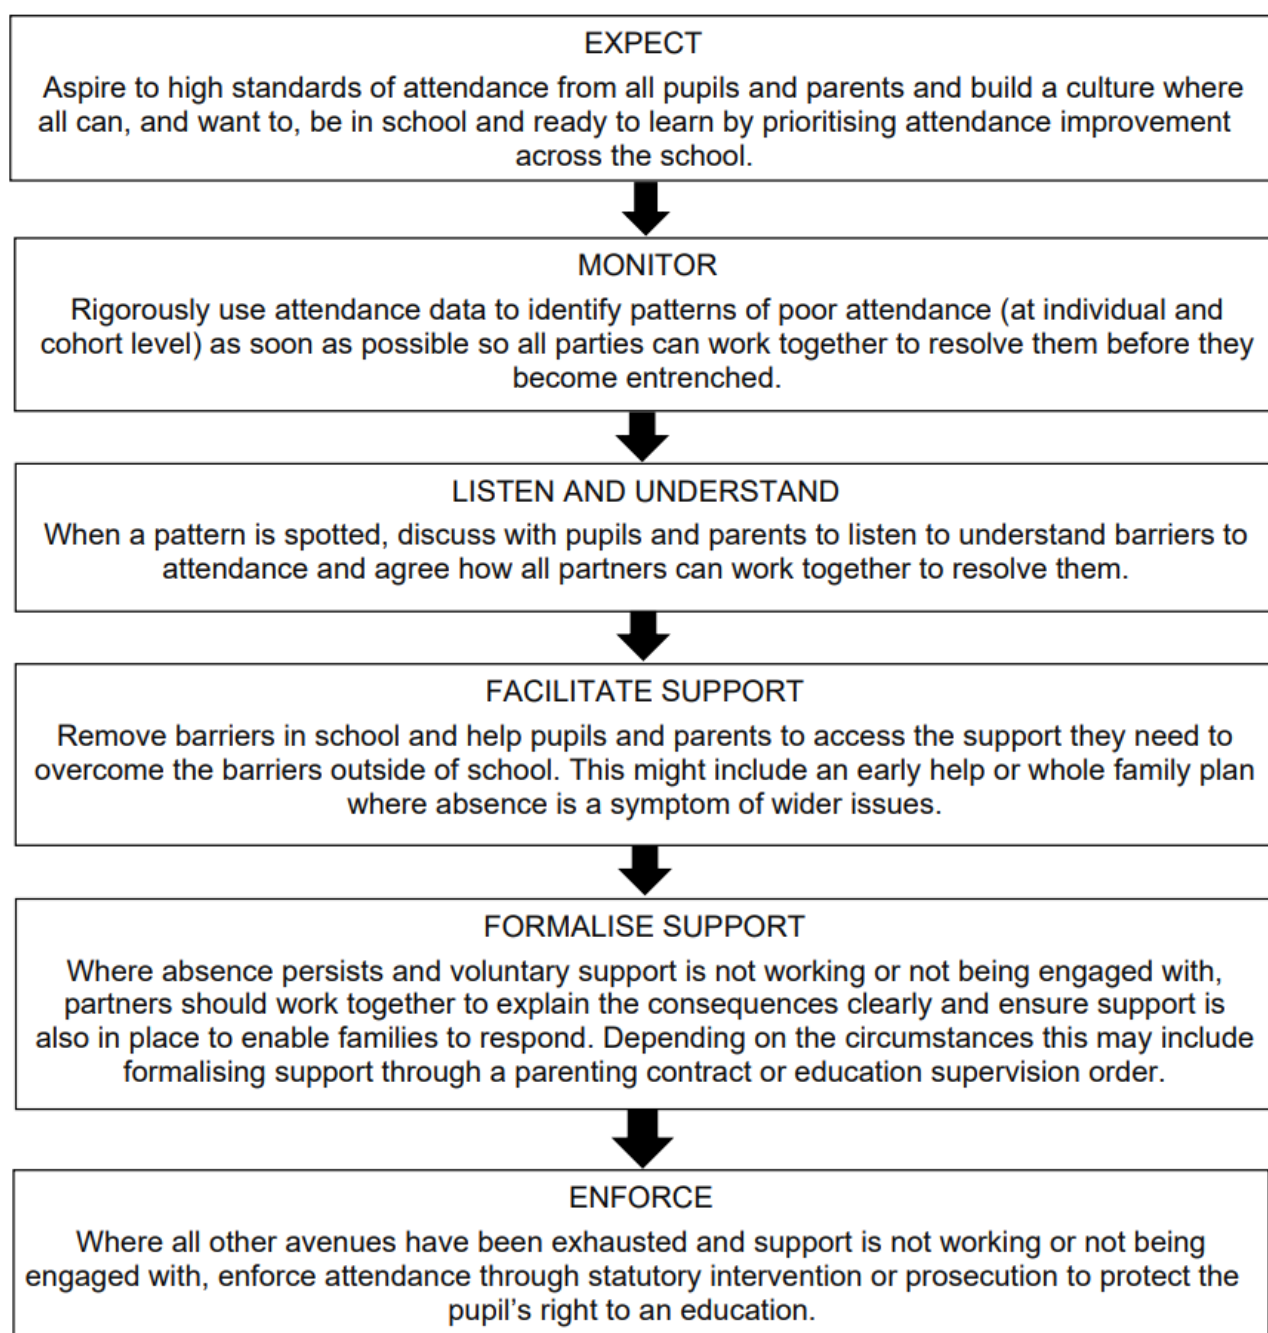 EXPECT
Aspire to high standards of attendance from all pupils and parents and build a culture where
all can, and want to, be in school and ready to learn by prioritising attendance improvement
across the school.
MONITOR
Rigorously use attendance data to identify patterns of poor attendance (at individual and
cohort level) as soon as possible so all parties can work together to resolve them before they
become entrenched.
LISTEN AND UNDERSTAND
When a pattern is spotted, discuss with pupils and parents to listen to understand barriers to
attendance and agree how all partners can work together to resolve them.
FACILITATE SUPPORT
Remove barriers in school and help pupils and parents to access the support they need to
overcome the barriers outside of school. This might include an early help or whole family plan
where absence is a symptom of wider issues.
FORMALISE SUPPORT
Where absence persists and voluntary support is not working or not being engaged with,
partners should work together to explain the consequences clearly and ensure support is
also in place to enable families to respond. Depending on the circumstances this may include
formalising support through a parenting contract or education supervision order.
ENFORCE
Where all other avenues have been exhausted and support is not working or not being
engaged with, enforce attendance through statutory intervention or prosecution to protect the
pupil's right to an education.